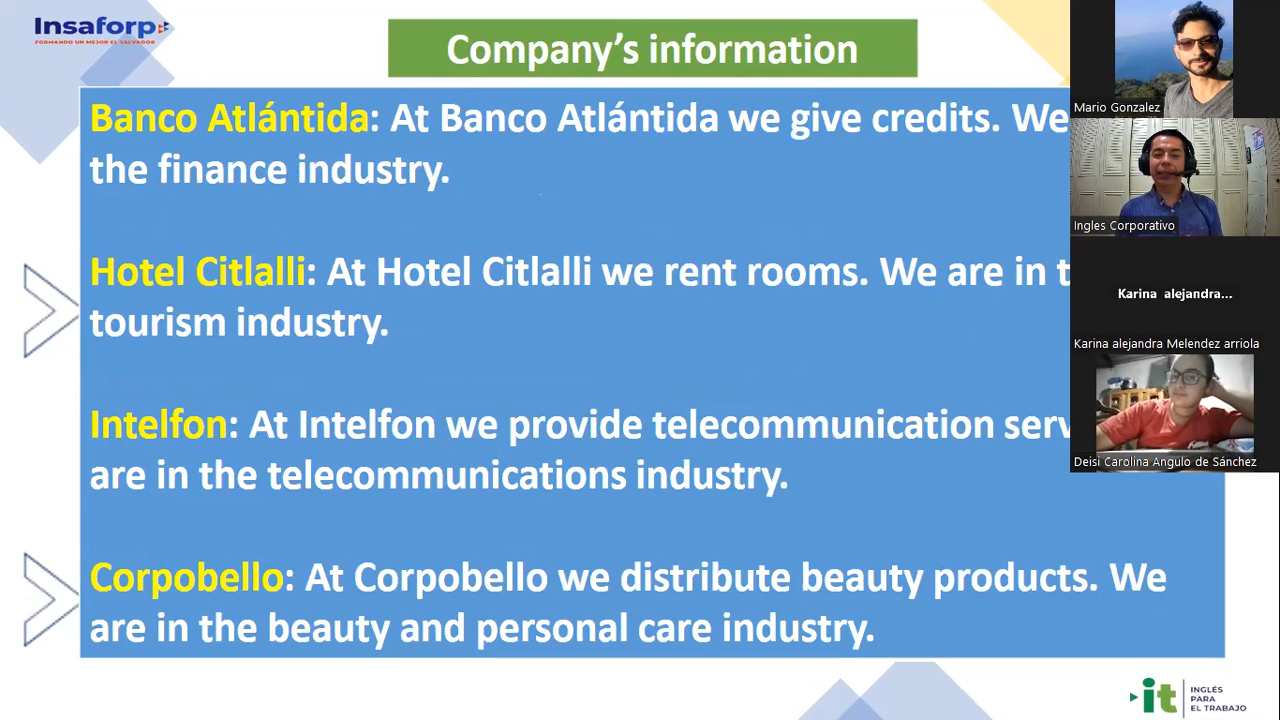 Insaforp
FORMANDO UN MEJOR EL SALVADOR
Company's information
Banco Atlántida: At Banco Atlántida we give credits. We
the finance industry.
Hotel Citlalli: At Hotel Citlalli we rent rooms. We are in t
tourism industry.
Intelfon: At Intelfon we provide telecommunication serv
are in the telecommunications industry.
Corpobello: At Corpobello we distribute beauty products. We
are in the beauty and personal care industry.
Mario Gonzalez
Ingles Corporativo
Karina alejandra...
Karina alejandra Melendez arriola
Deisi Carolina Angulo de Sánchez
it
INGLÉS
PARA
EL TRABAJO